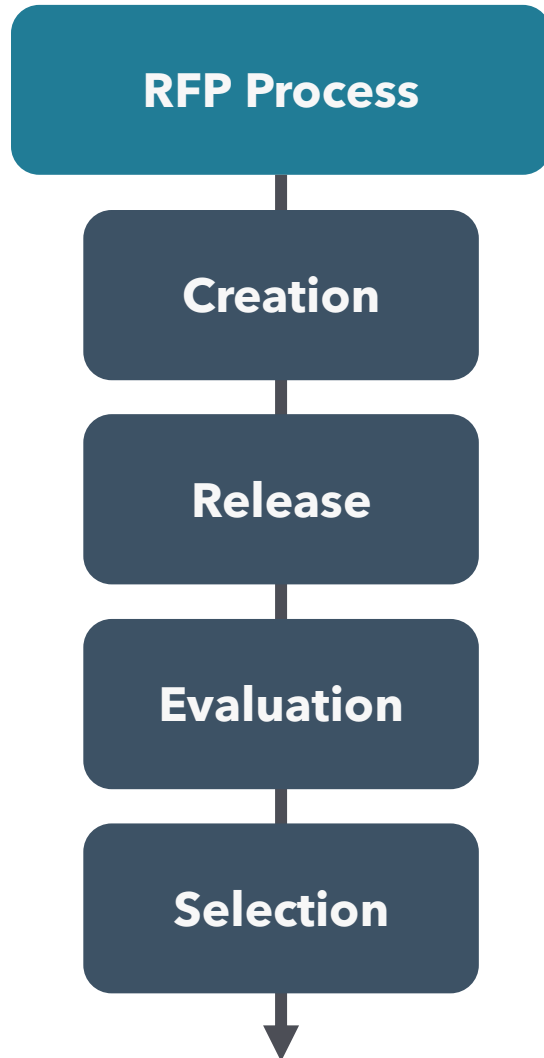 RFP Process
Creation
Release
Evaluation
Selection